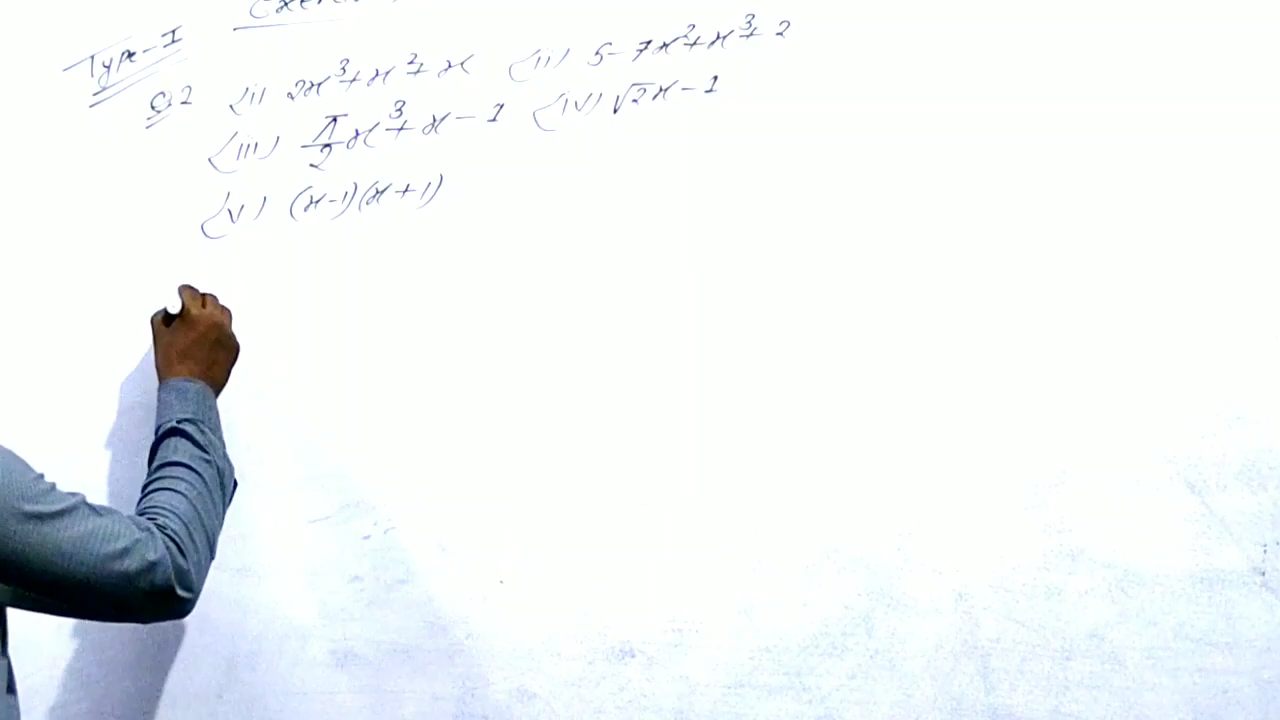 Type-I
Q2 (i) 2x³+x²+x (ii) 5-7x²+x³+2
(iii) π/2 x³+x-1 (iv) √2x-1
(v) (x-1)(x+1)